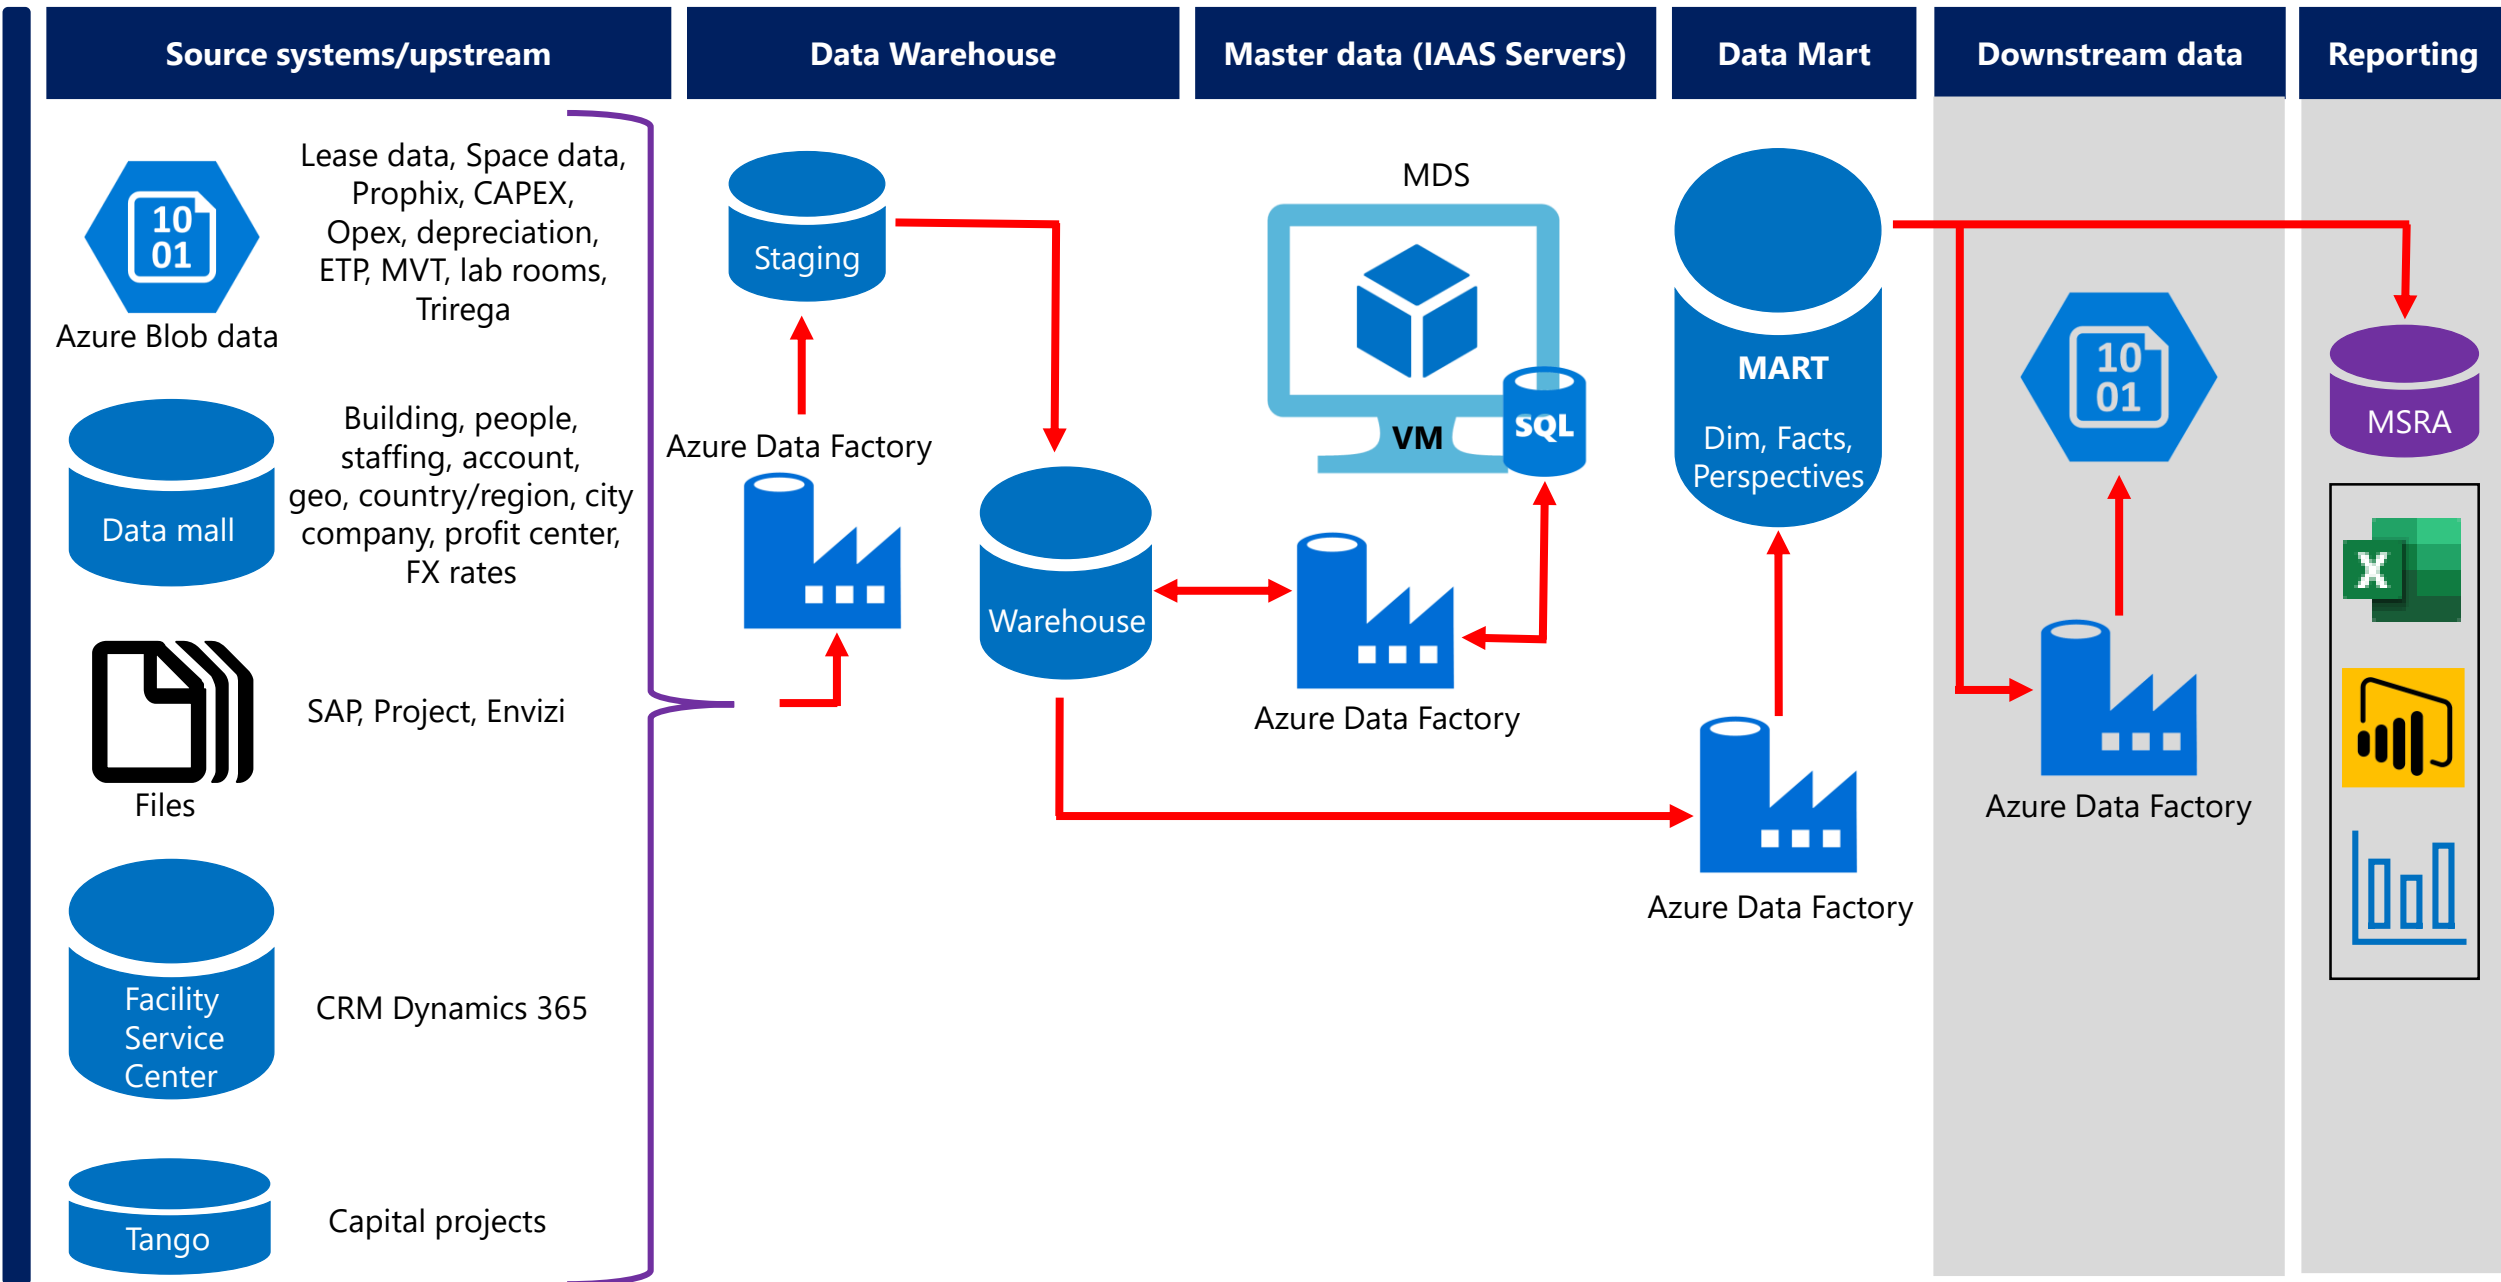 Source systems/upstream
Data Warehouse
Master data (IAAS Servers)
Data Mart
Downstream data
Reporting
10
01
Azure Blob data
Lease data, Space data,
Prophix, CAPEX,
Opex, depreciation,
ETP, MVT, lab rooms,
Trirega
Data mall
Building, people,
staffing, account,
geo, country/region, city
company, profit center,
FX rates
Files
SAP, Project, Envizi
Facility
Service
Center
CRM Dynamics 365
Tango
Capital projects
Staging
Azure Data Factory
Warehouse
MDS
VM
SQL
Azure Data Factory
MART
Dim, Facts,
Perspectives
Azure Data Factory
10
01
Azure Data Factory
MSRA
X